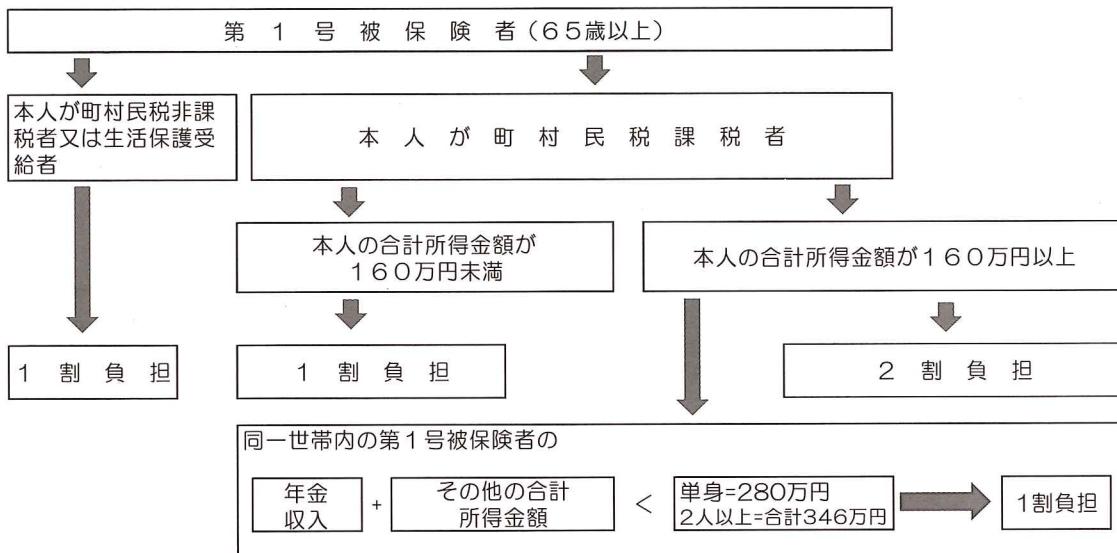 第１号被保険者（６５歳以上）
本人が町村民税非課
税者又は生活保護受
給者
本人が町村民税課税者
本人の合計所得金額が
１６０万円未満
本人の合計所得金額が１６０万円以上
１割負担
１割負担
２割負担
同一世帯内の第１号被保険者の
年金
収入
+
その他の合計
所得金額
＜
単身=280万円
2人以上=合計346万円
1割負担